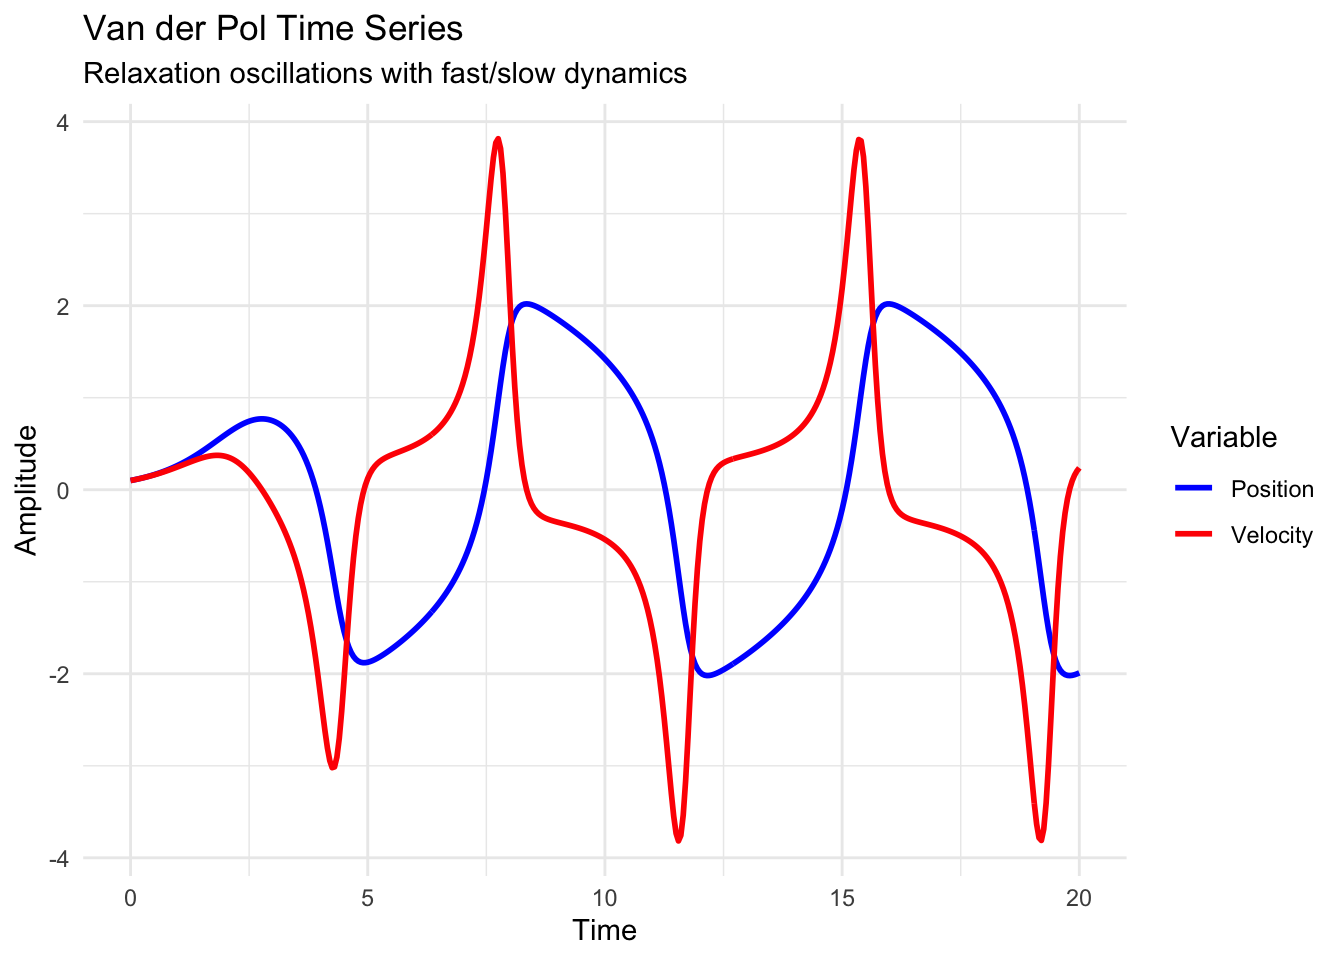 Van der Pol Time Series
Relaxation oscillations with fast/slow dynamics
4
2
0
-2
-4
Amplitude
0
5
10
15
20
Time
Variable
Position
Velocity